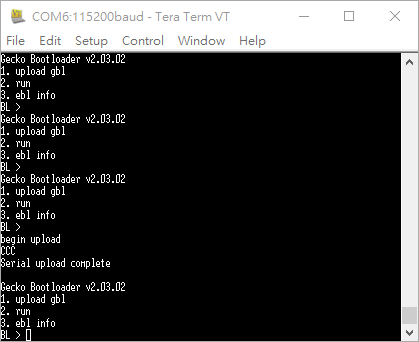 COM6:115200baud - Tera Term VT
File Edit Setup Control Window Help
Gecko Bootloader v2.03.02
1. upload gbl
2. run
3. ebl info
BL >
Gecko Bootloader v2.03.02
1. upload gbl
2. run
3. ebl info
BL >
Gecko Bootloader v2.03.02
1. upload gbl
2. run
3. ebl info
BL >
begin upload
CCC
Serial upload complete
Gecko Bootloader v2.03.02
1. upload gbl
2. run
3. ebl info
BL >